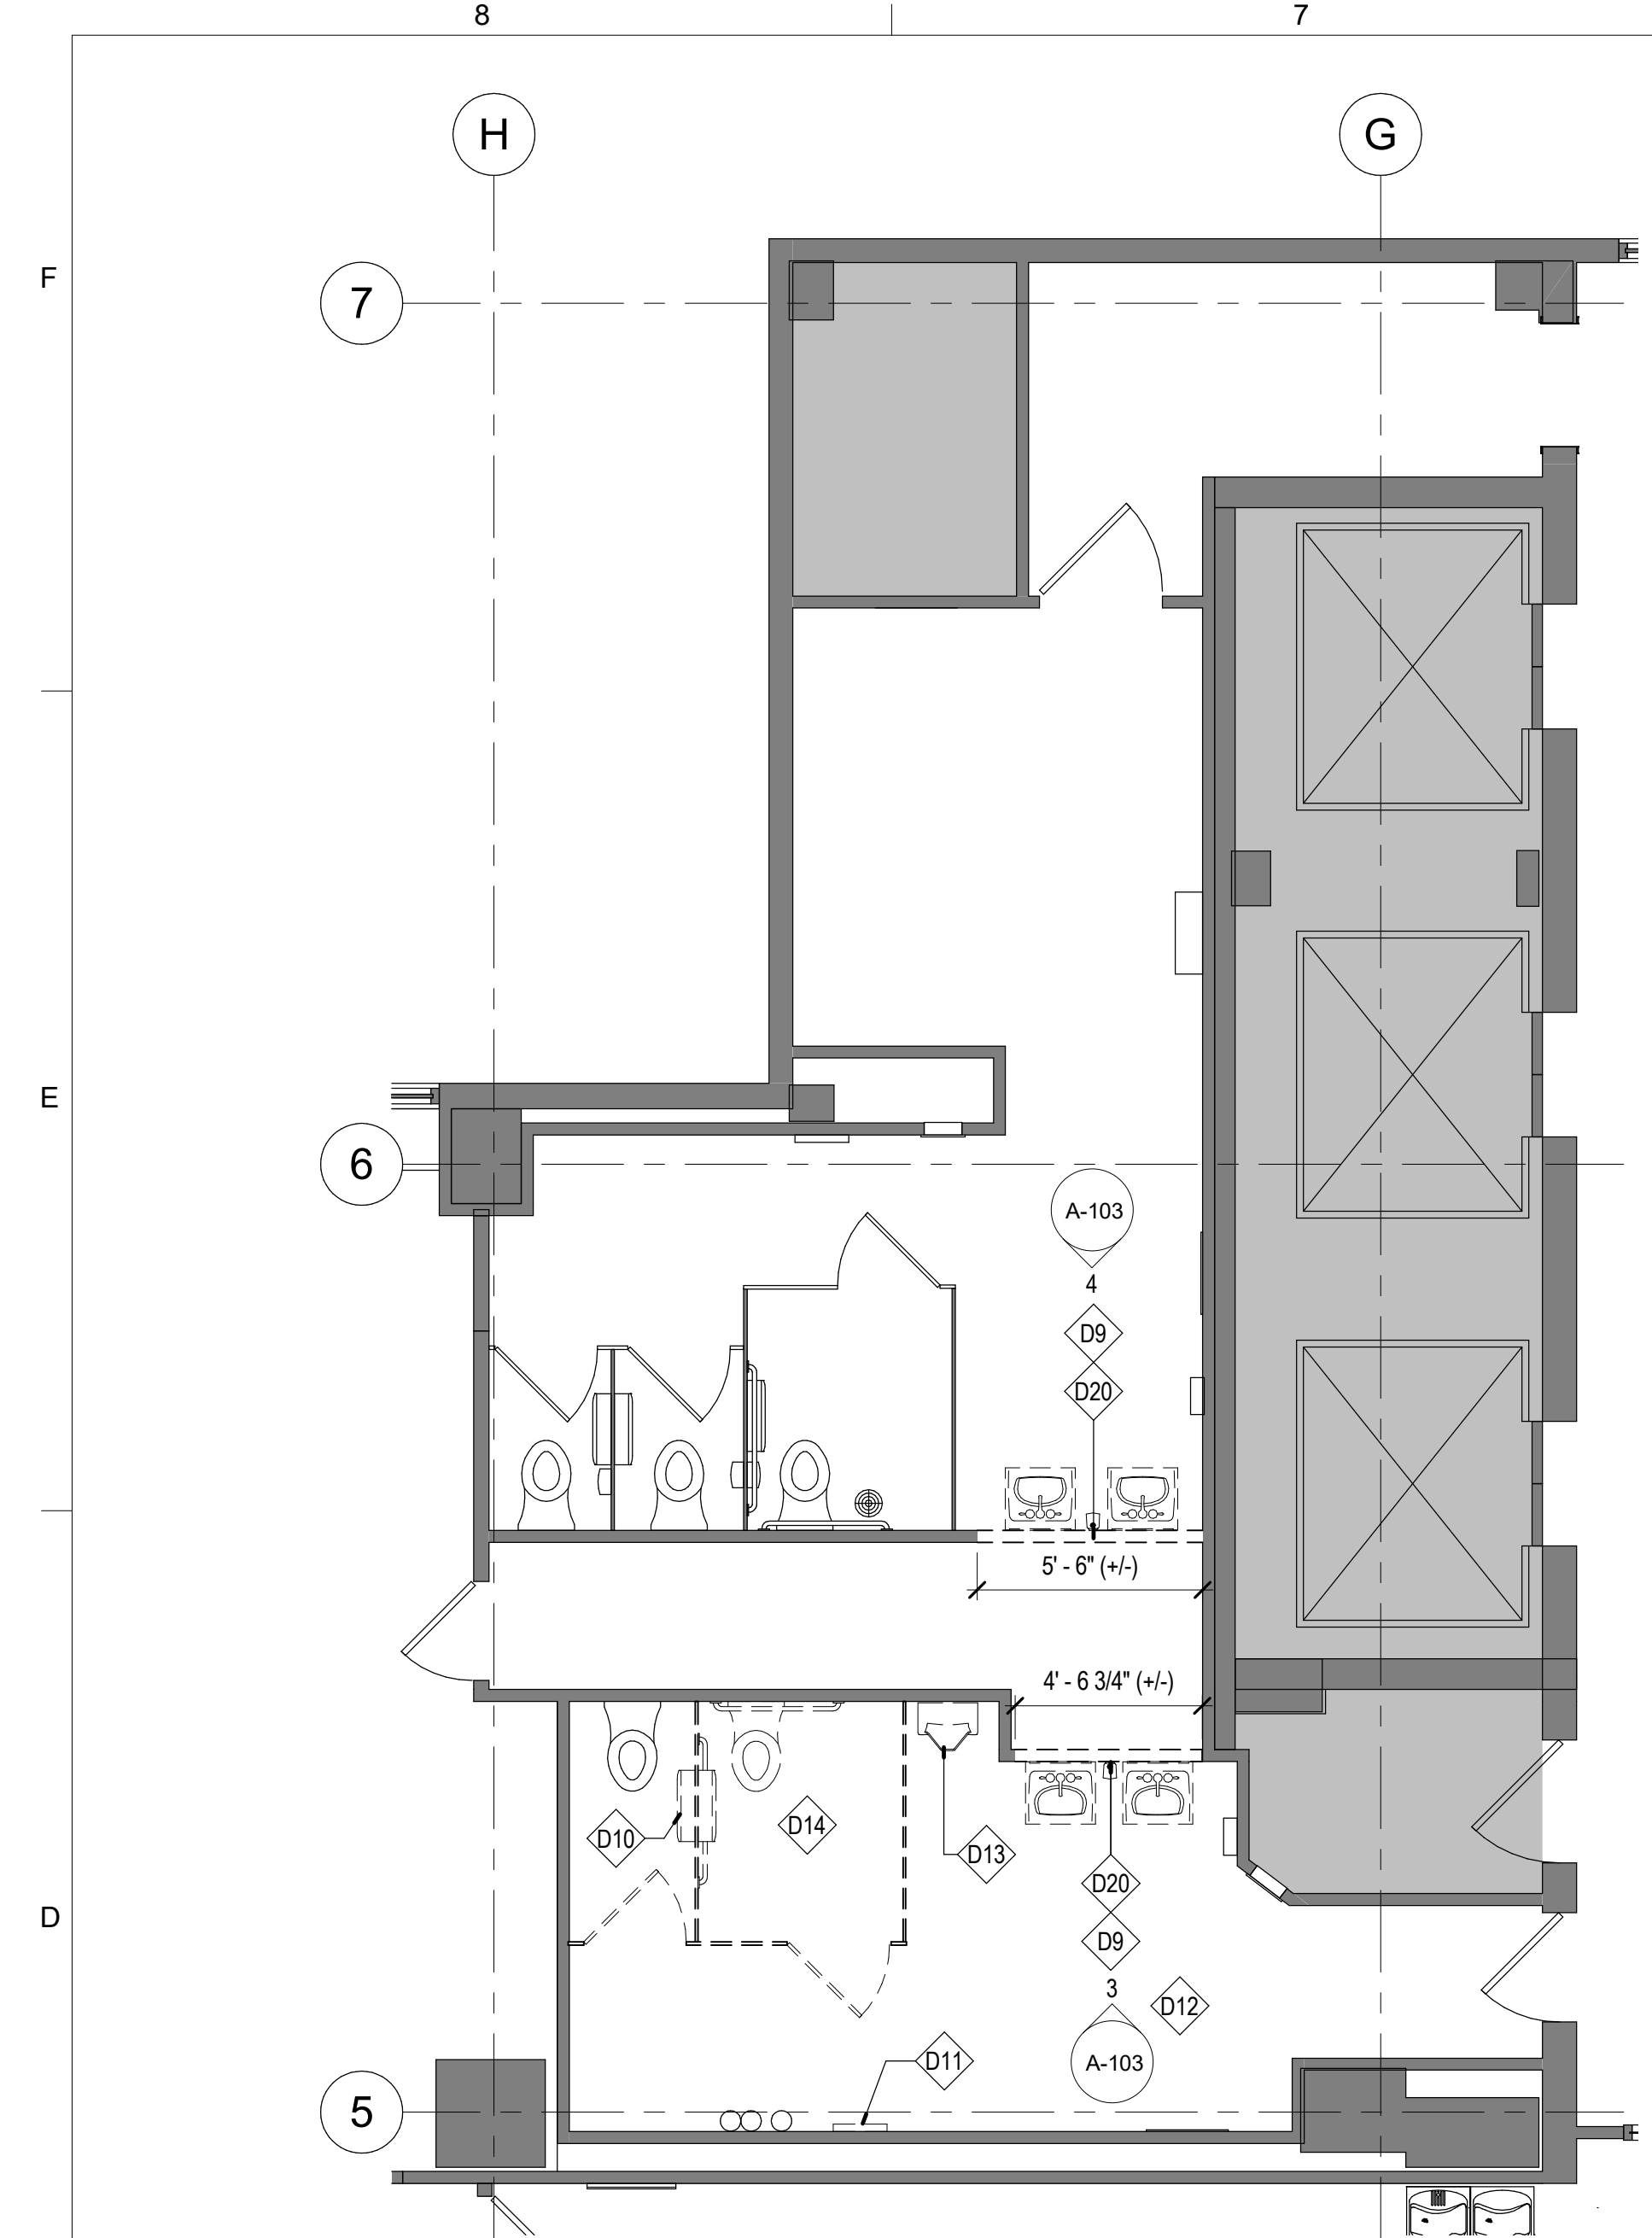 8
7
H
G
F
7
E
6
A-103
4
D9
D20
5' - 6" (+/-)
4' - 6 3/4" (+/-)
D10
D14
D13
D20
D
D9
3
D12
D11
A-103
5